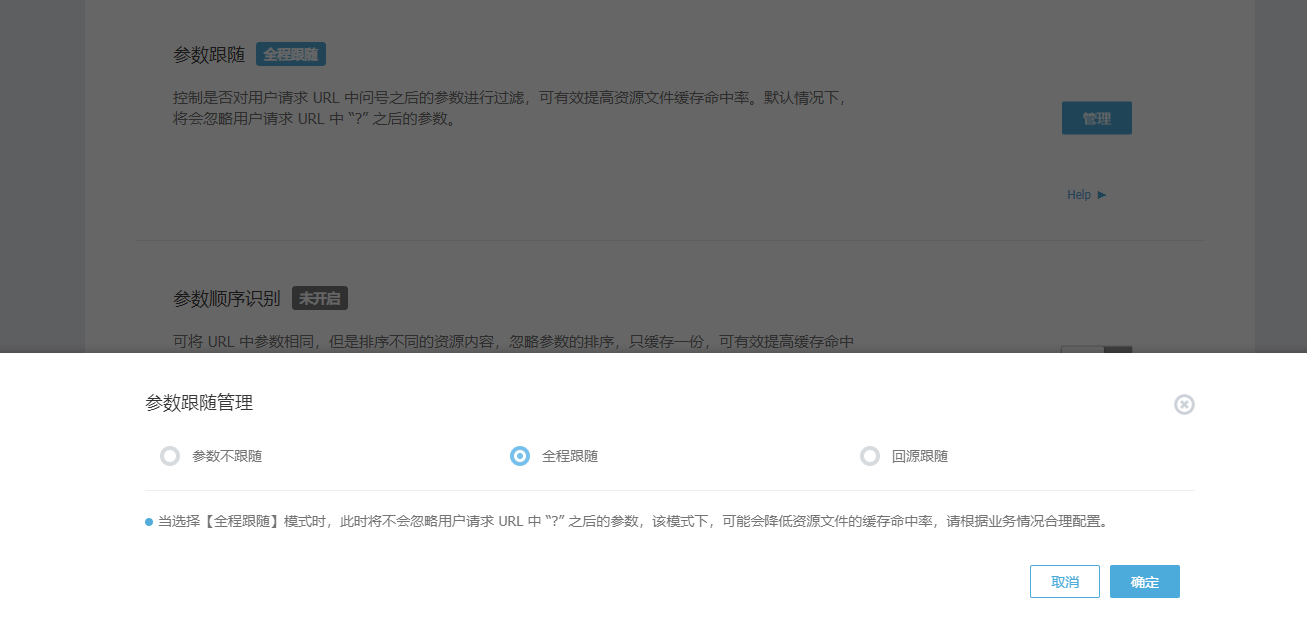 参数跟随 全程跟随
控制是否对用户请求 URL 中问号之后的参数进行过滤，可有效提高资源文件缓存命中率。默认情况下，
将会忽略用户请求 URL 中 “?” 之后的参数。
管理
Help ►
参数顺序识别 未开启
可将 URL 中参数相同，但是排序不同的资源内容，忽略参数的排序，只缓存一份，可有效提高缓存命中
参数跟随管理
参数不跟随 全程跟随 回源跟随
当选择【全程跟随】模式时，此时将不会忽略用户请求 URL 中 “?” 之后的参数，该模式下，可能会降低资源文件的缓存命中率，请根据业务情况合理配置。
取消 确定